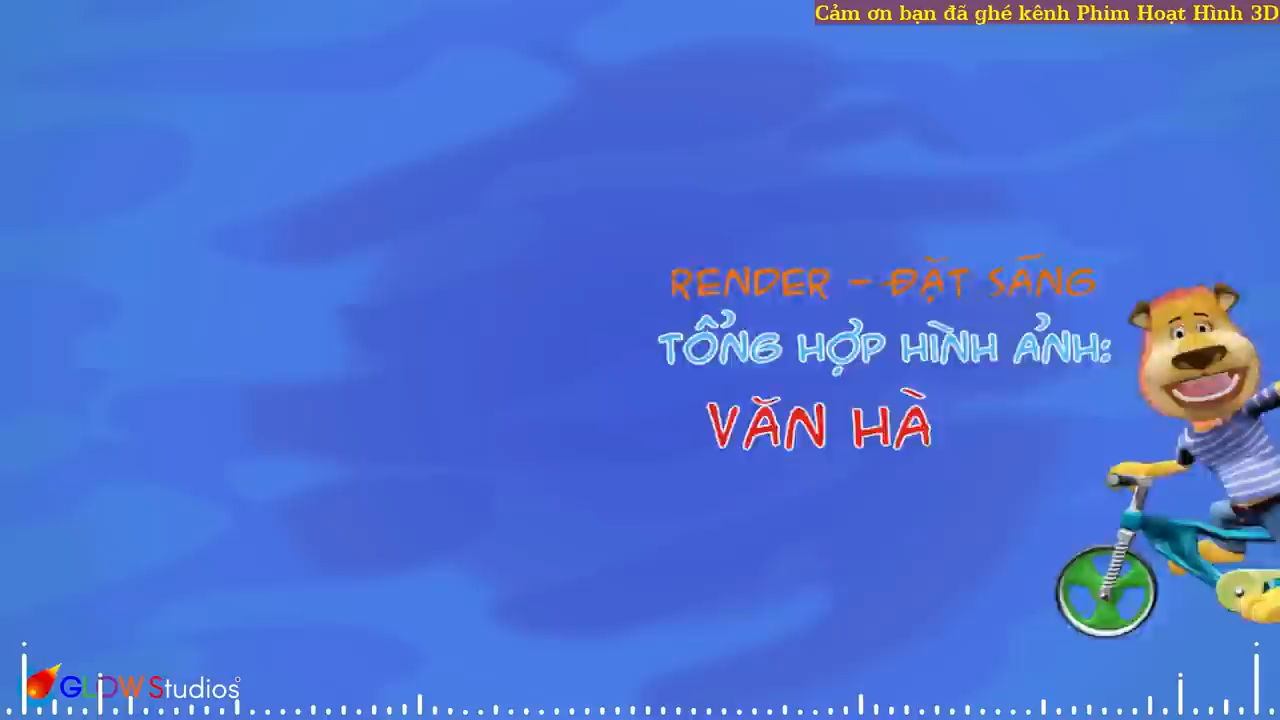 Cảm ơn bạn đã ghé kênh Phim Hoạt Hình 3D
RENDER - ĐẶT SÁNG
TỔNG HỢP HÌNH ẢNH:
VĂN HÀ
GLOW Studios